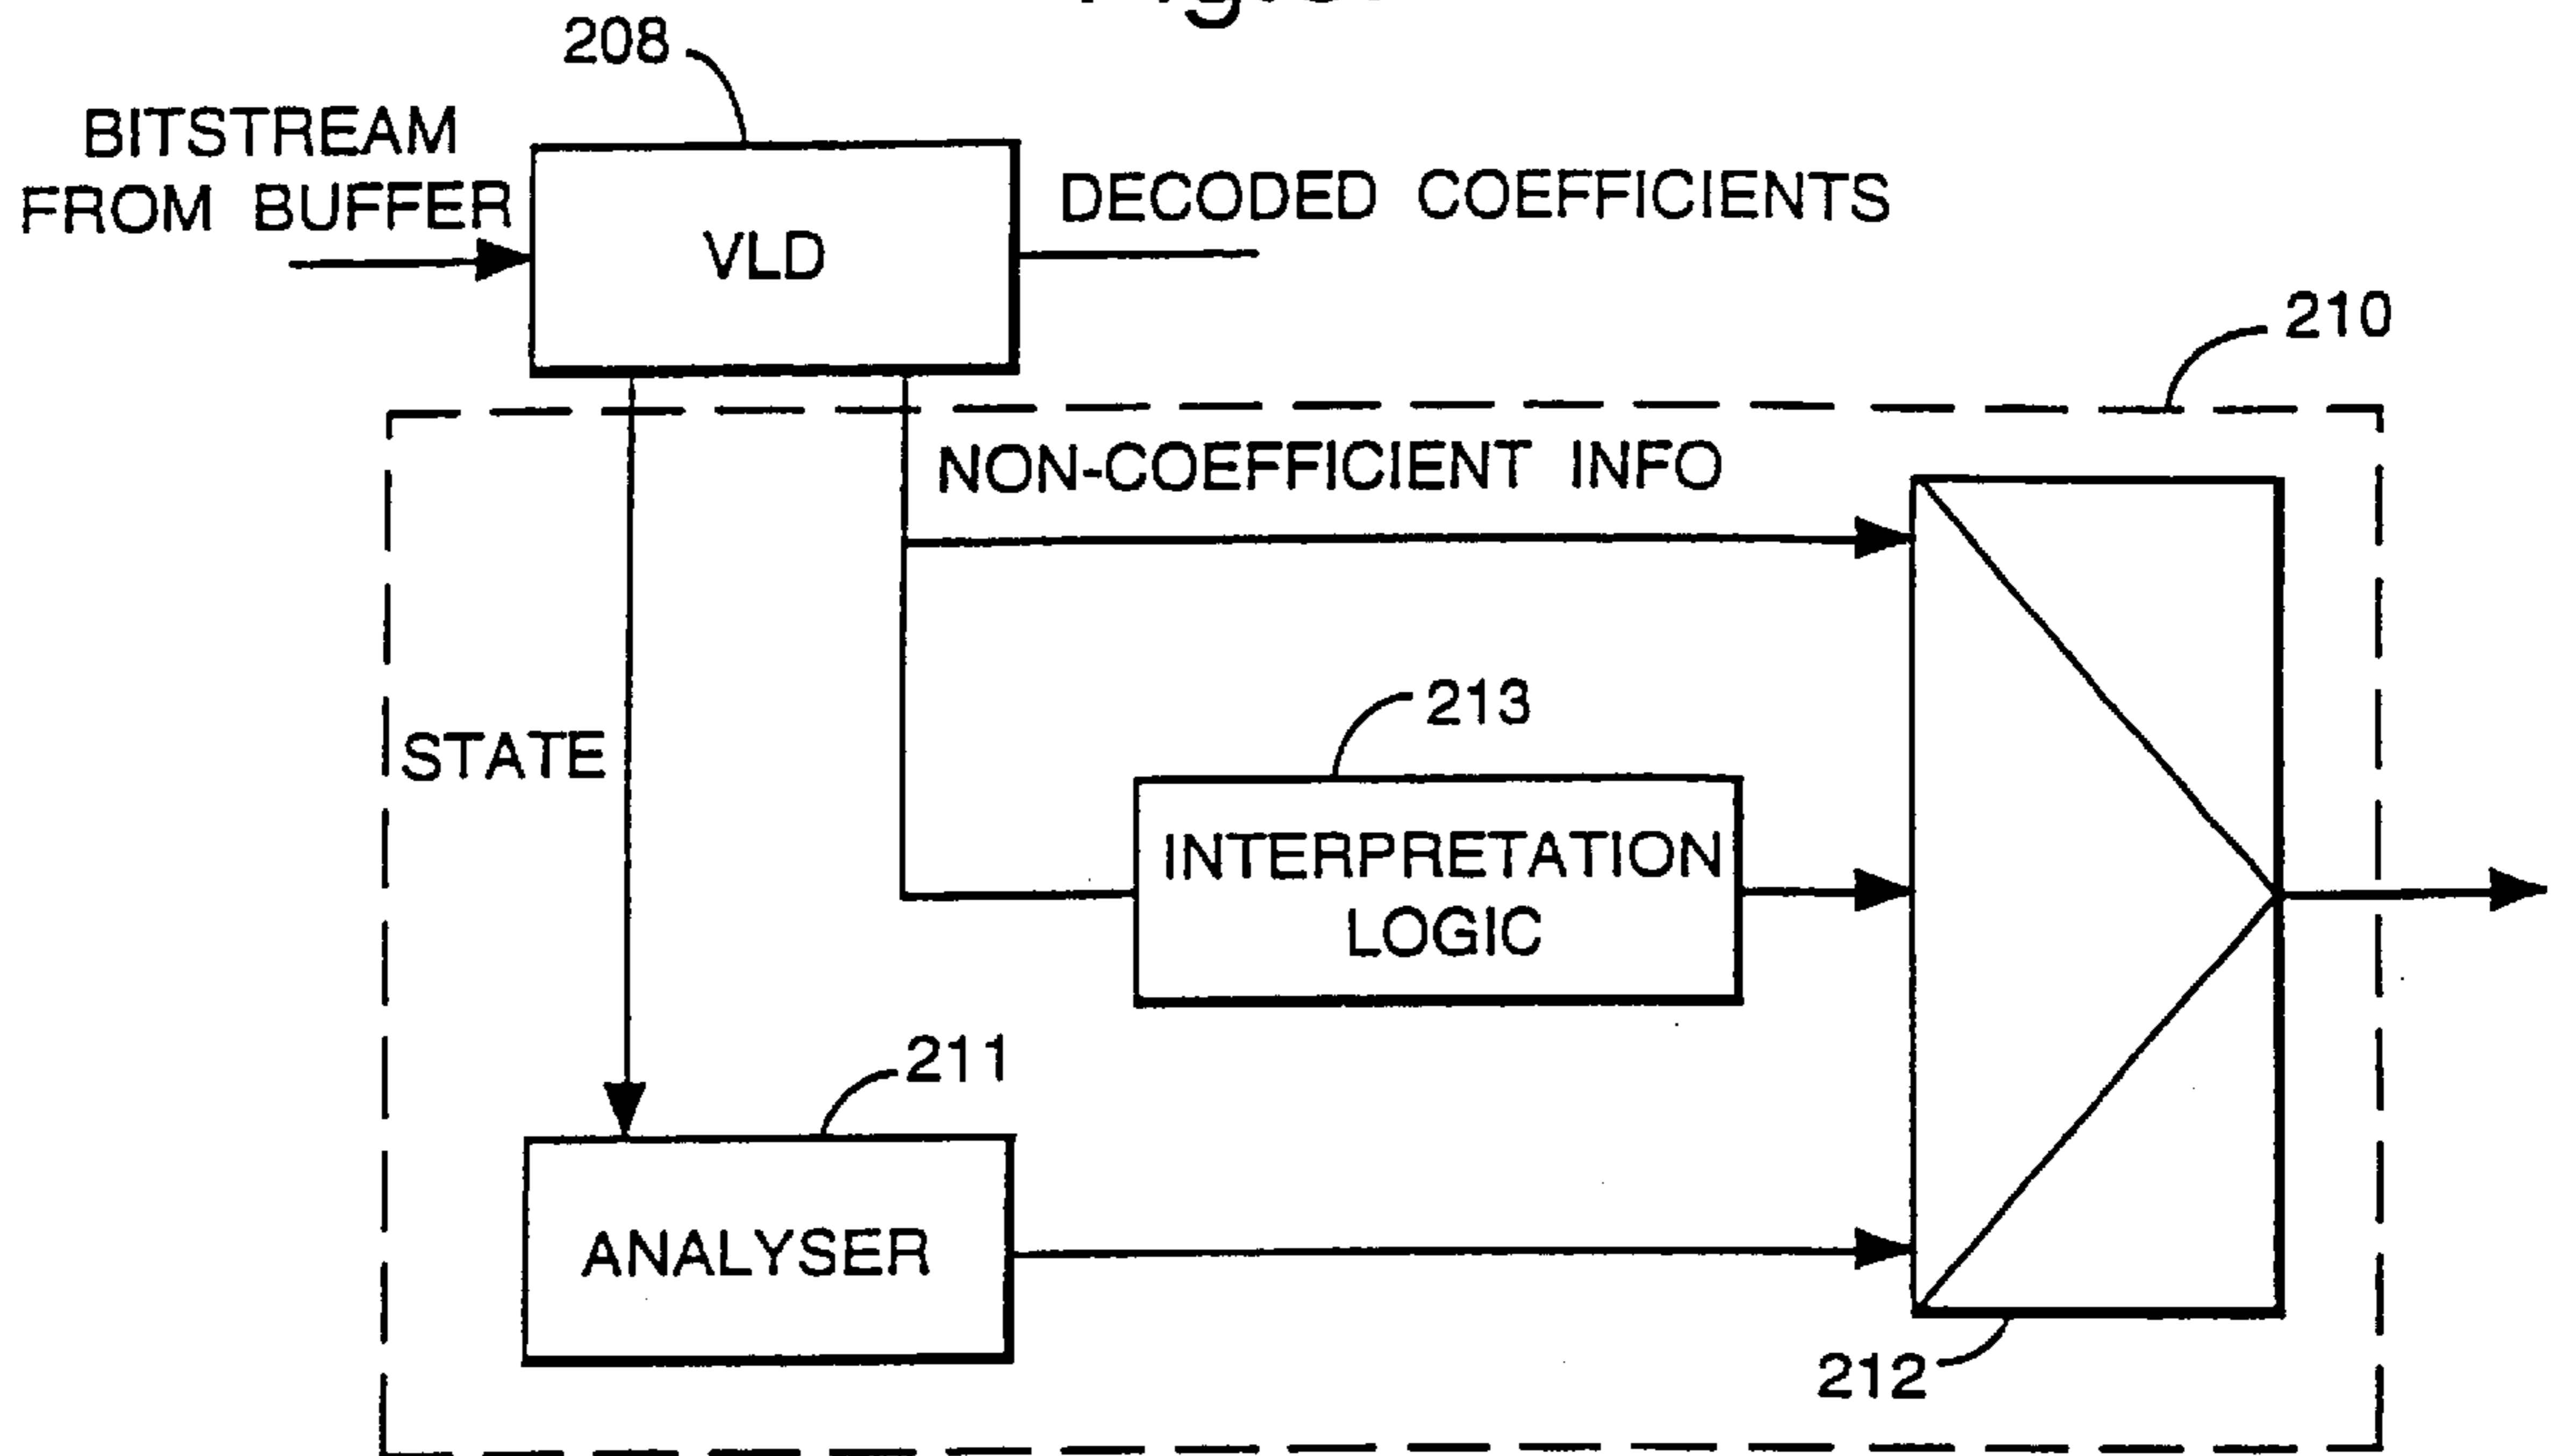 208
BITSTREAM
FROM BUFFER
VLD
DECODED COEFFICIENTS
210
NON-COEFFICIENT INFO
STATE
213
INTERPRETATION
LOGIC
211
ANALYSER
212